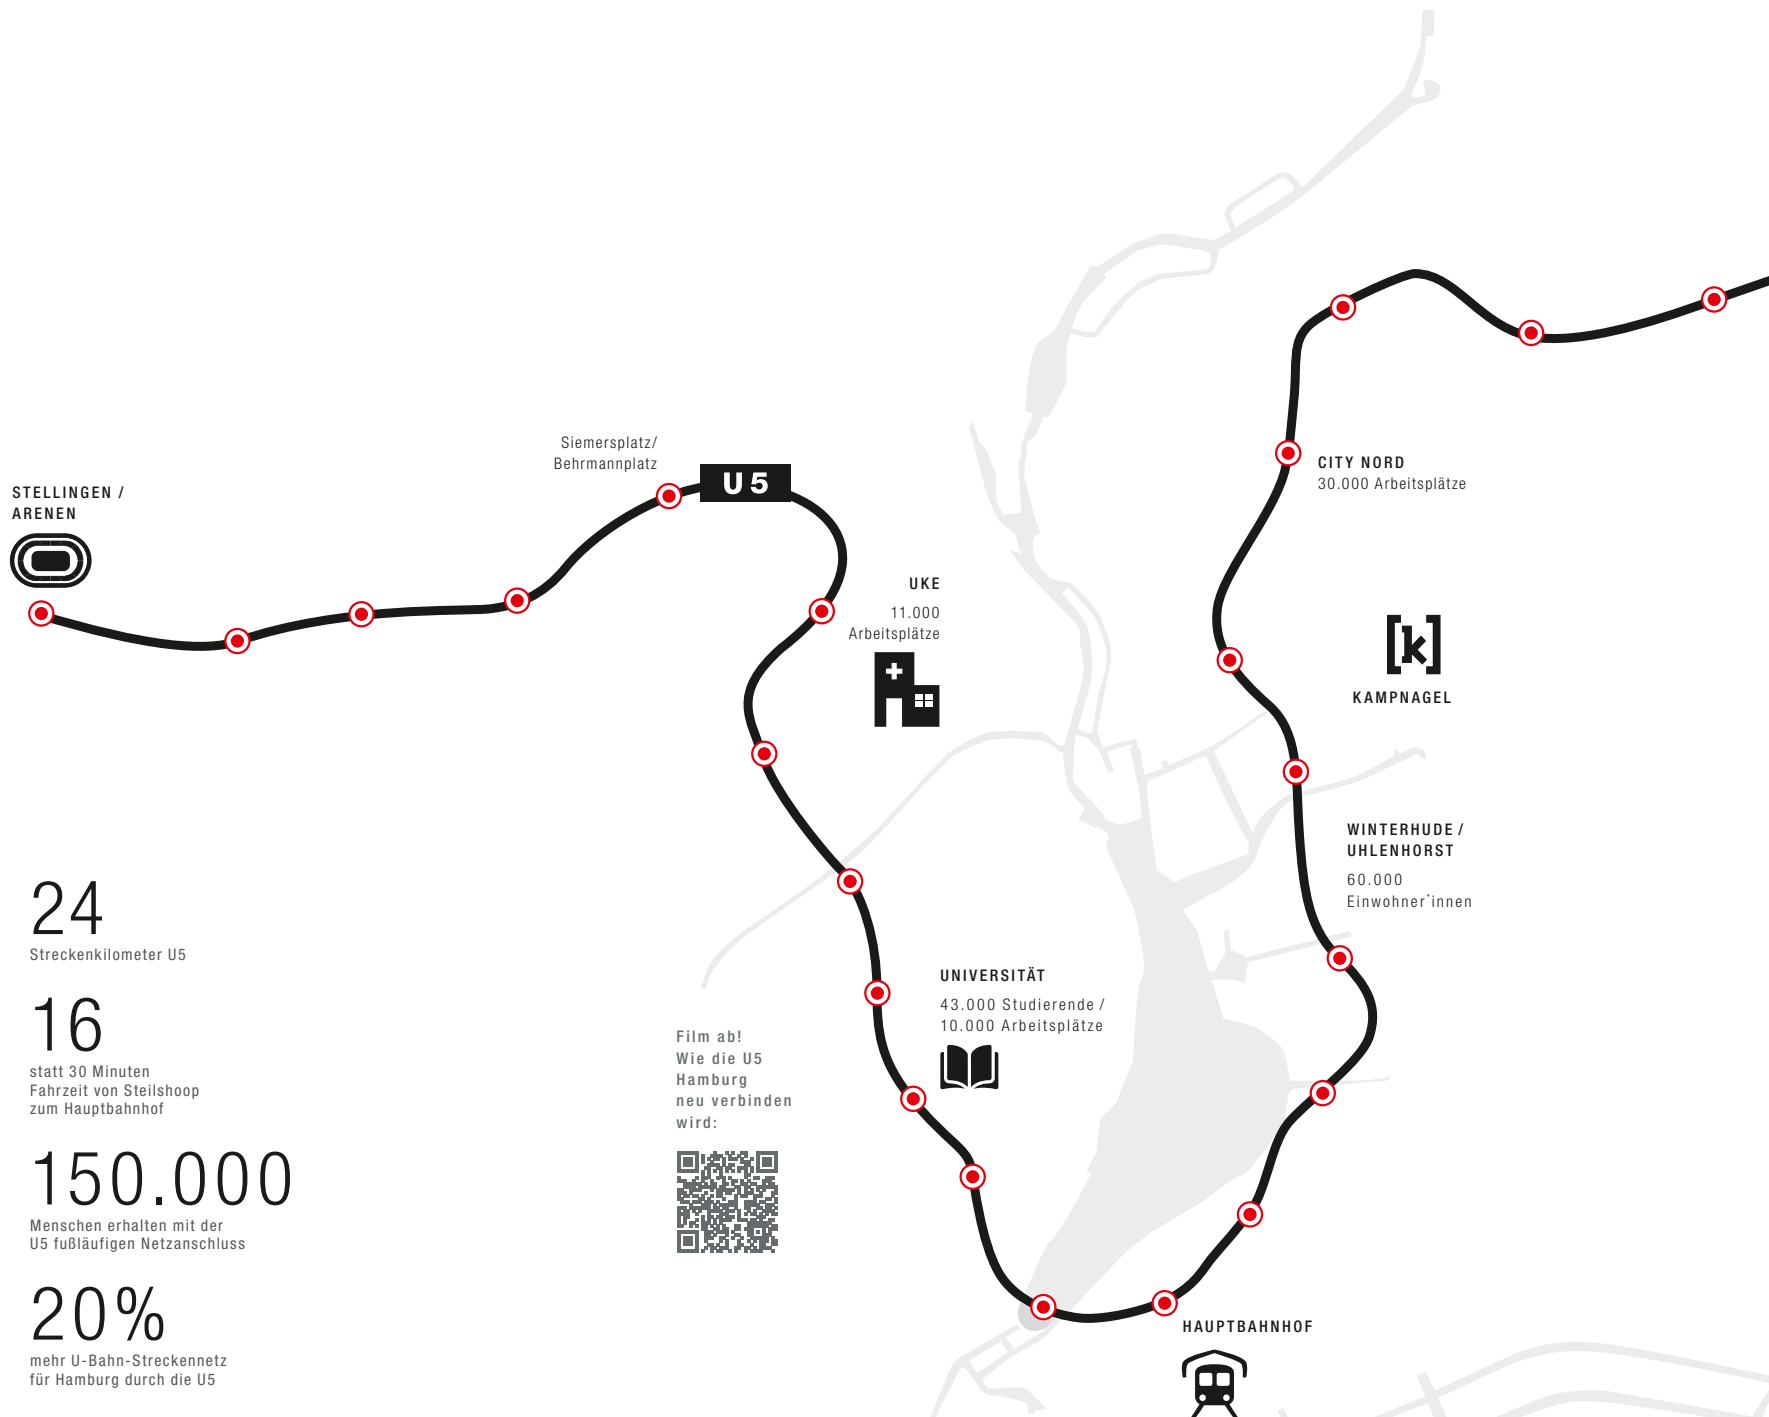 Siemersplatz/
Behrmannplatz
U5
STELLINGEN /
ARENEN
CITY NORD
30.000 Arbeitsplätze
UKE
11.000
Arbeitsplätze
[k]
KAMPNAGEL
WINTERHUDE /
UHLENHORST
60.000
Einwohner*innen
24
Streckenkilometer U5
16
statt 30 Minuten
Fahrzeit von Steilshoop
zum Hauptbahnhof
150.000
Menschen erhalten mit der
U5 fußläufigen Netzanschluss
20%
mehr U-Bahn-Streckennetz
für Hamburg durch die U5
Film ab!
Wie die U5
Hamburg
neu verbinden
wird:
UNIVERSITÄT
43.000 Studierende /
10.000 Arbeitsplätze
HAUPTBAHNHOF